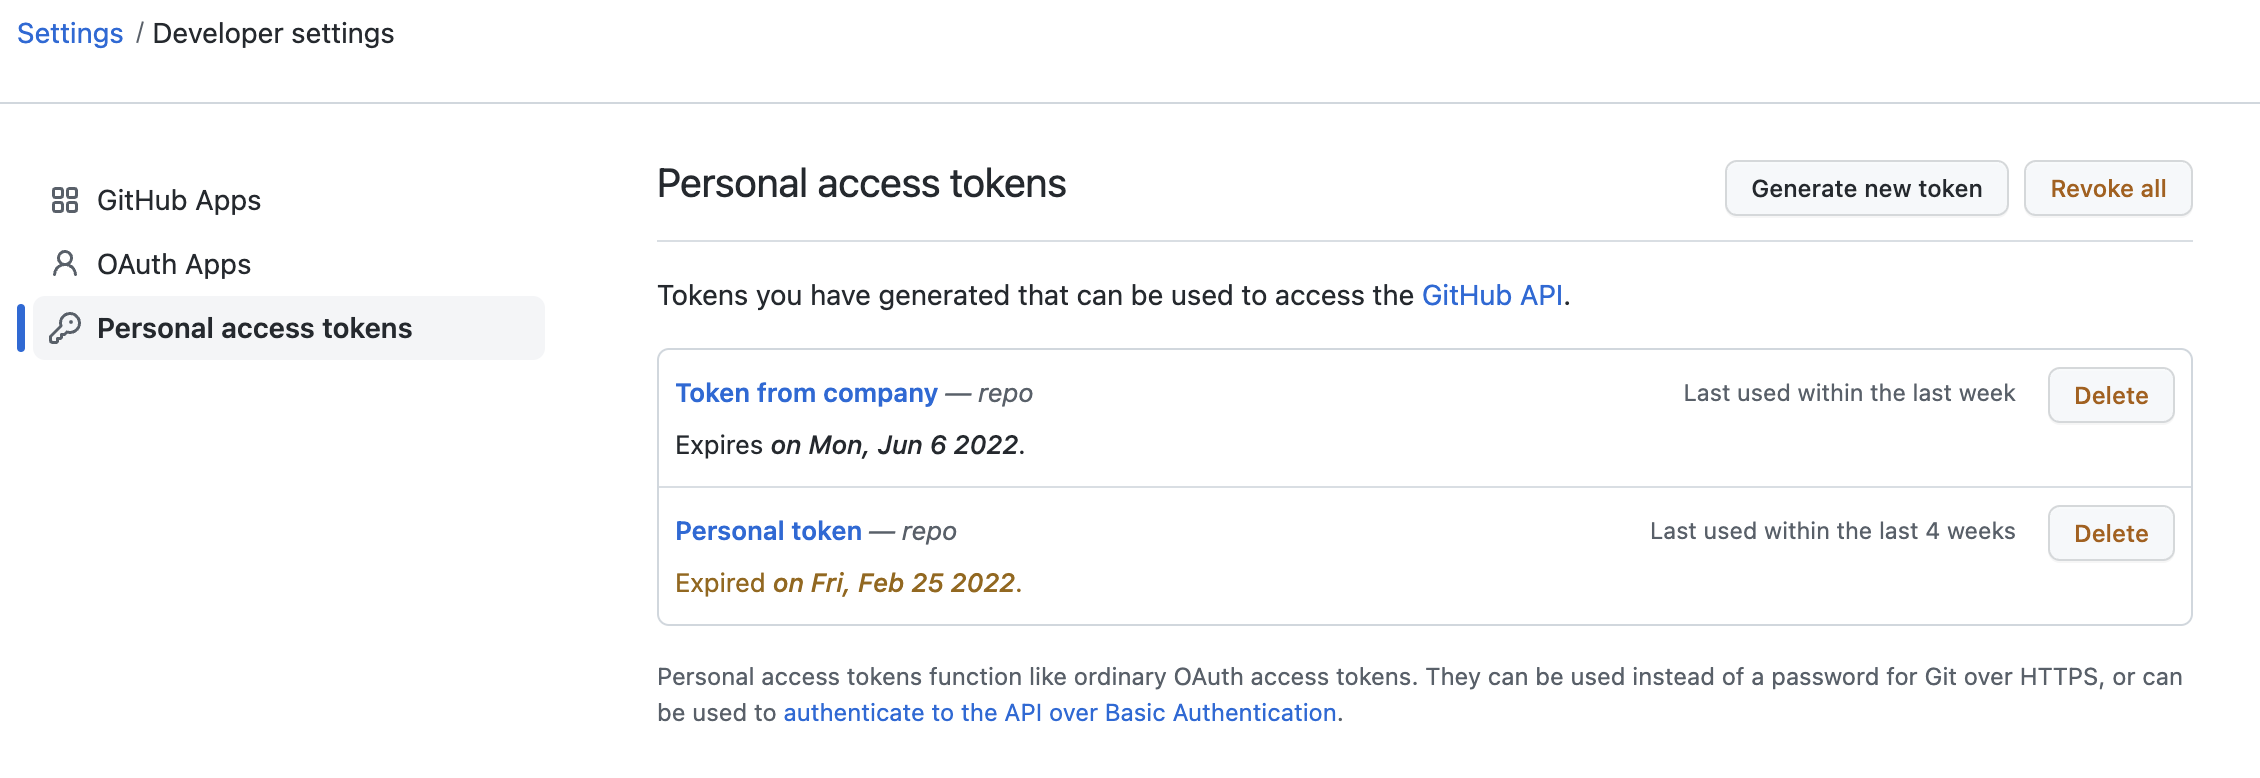 Settings / Developer settings
GitHub Apps
OAuth Apps
Personal access tokens
Personal access tokens
Generate new token
Revoke all
Tokens you have generated that can be used to access the GitHub API.
Token from company — repo
Last used within the last week
Delete
Expires on Mon, Jun 6 2022.
Personal token — repo
Last used within the last 4 weeks
Delete
Expired on Fri, Feb 25 2022.
Personal access tokens function like ordinary OAuth access tokens. They can be used instead of a password for Git over HTTPS, or can
be used to authenticate to the API over Basic Authentication.